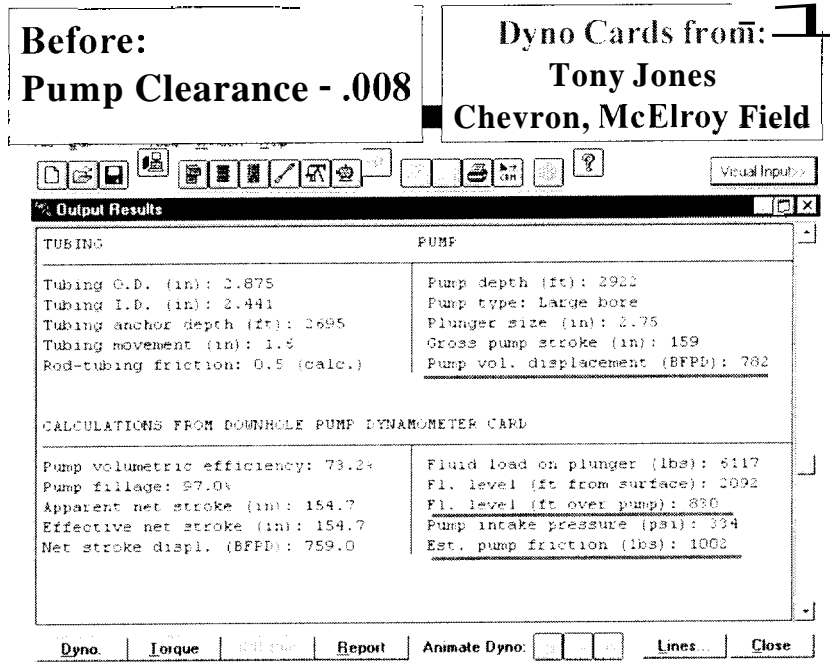 Before:
Pump Clearance - .008
Dyno Cards from:
Tony Jones
Chevron, McElroy Field
Visual Input>>
Output Results
TUBING
PUMP
Tubing O.D. (in): 2.875
Tubing I.D. (in): 2.441
Tubing anchor depth (ft): 2695
Tubing movement (in): 1.6
Rod-tubing friction: 0.5 (calc.)
Pump depth (ft): 2922
Pump type: Large bore
Plunger size (in): 2.75
Gross pump stroke (in): 159
Pump vol. displacement (BFPD): 782
CALCULATIONS FROM DOWNHOLE PUMP DYNAMOMETER CARD
Pump volumetric efficiency: 73.2%
Pump fillage: 97.0%
Apparent net stroke (in): 154.7
Effective net stroke (in): 154.7
Net stroke displ. (BFPD): 759.0
Fluid load on plunger (lbs): 6117
Fl. level (ft from surface): 2092
Fl. level (ft over pump): 830
Pump intake pressure (psi): 334
Est. pump friction (lbs): 1002
Dyno.
Torque
Report
Animate Dyno:
Lines...
Close